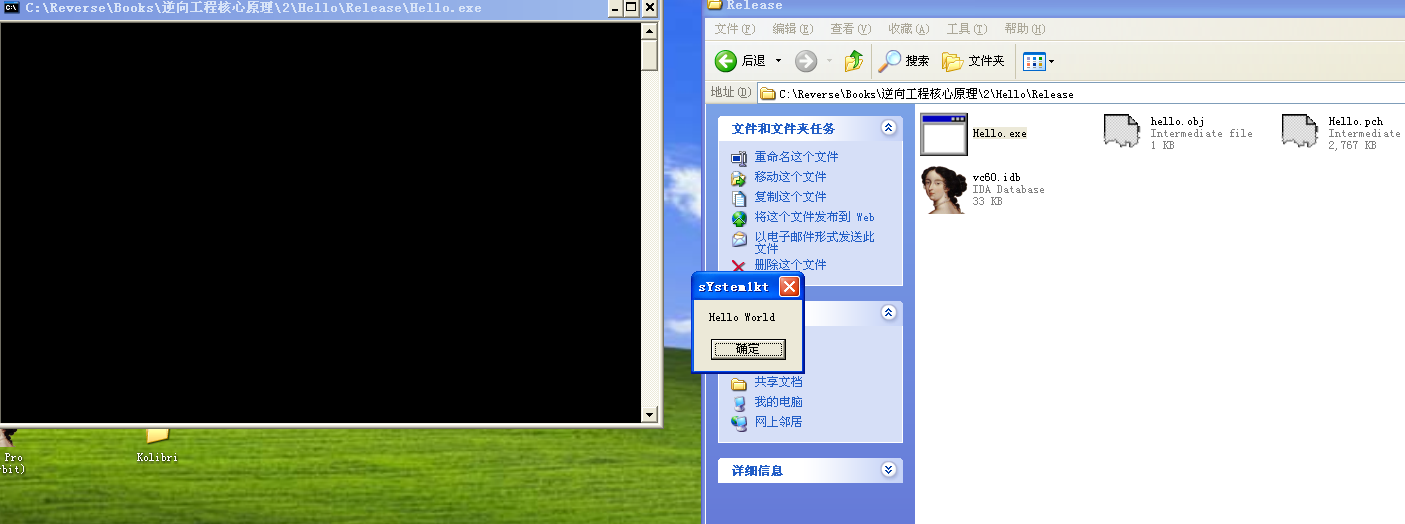 C:\Reverse\Books\逆向工程核心原理\2\Hello\Release\Hello.exe
Pro
bit)
Kolibri
Release
文件(F) 编辑(E) 查看(V) 收藏(A) 工具(T) 帮助(H)
后退 搜索 文件夹
地址(D) C:\Reverse\Books\逆向工程核心原理\2\Hello\Release
文件和文件夹任务
重命名这个文件
移动这个文件
复制这个文件
将这个文件发布到 Web
以电子邮件形式发送此
文件
删除这个文件
sYstem1kt
Hello World
确定
共享文档
我的电脑
网上邻居
详细信息
Hello.exe
hello.obj
Intermediate file
1 KB
Hello.pch
Intermediate
2,767 KB
vc60.idb
IDA Database
33 KB